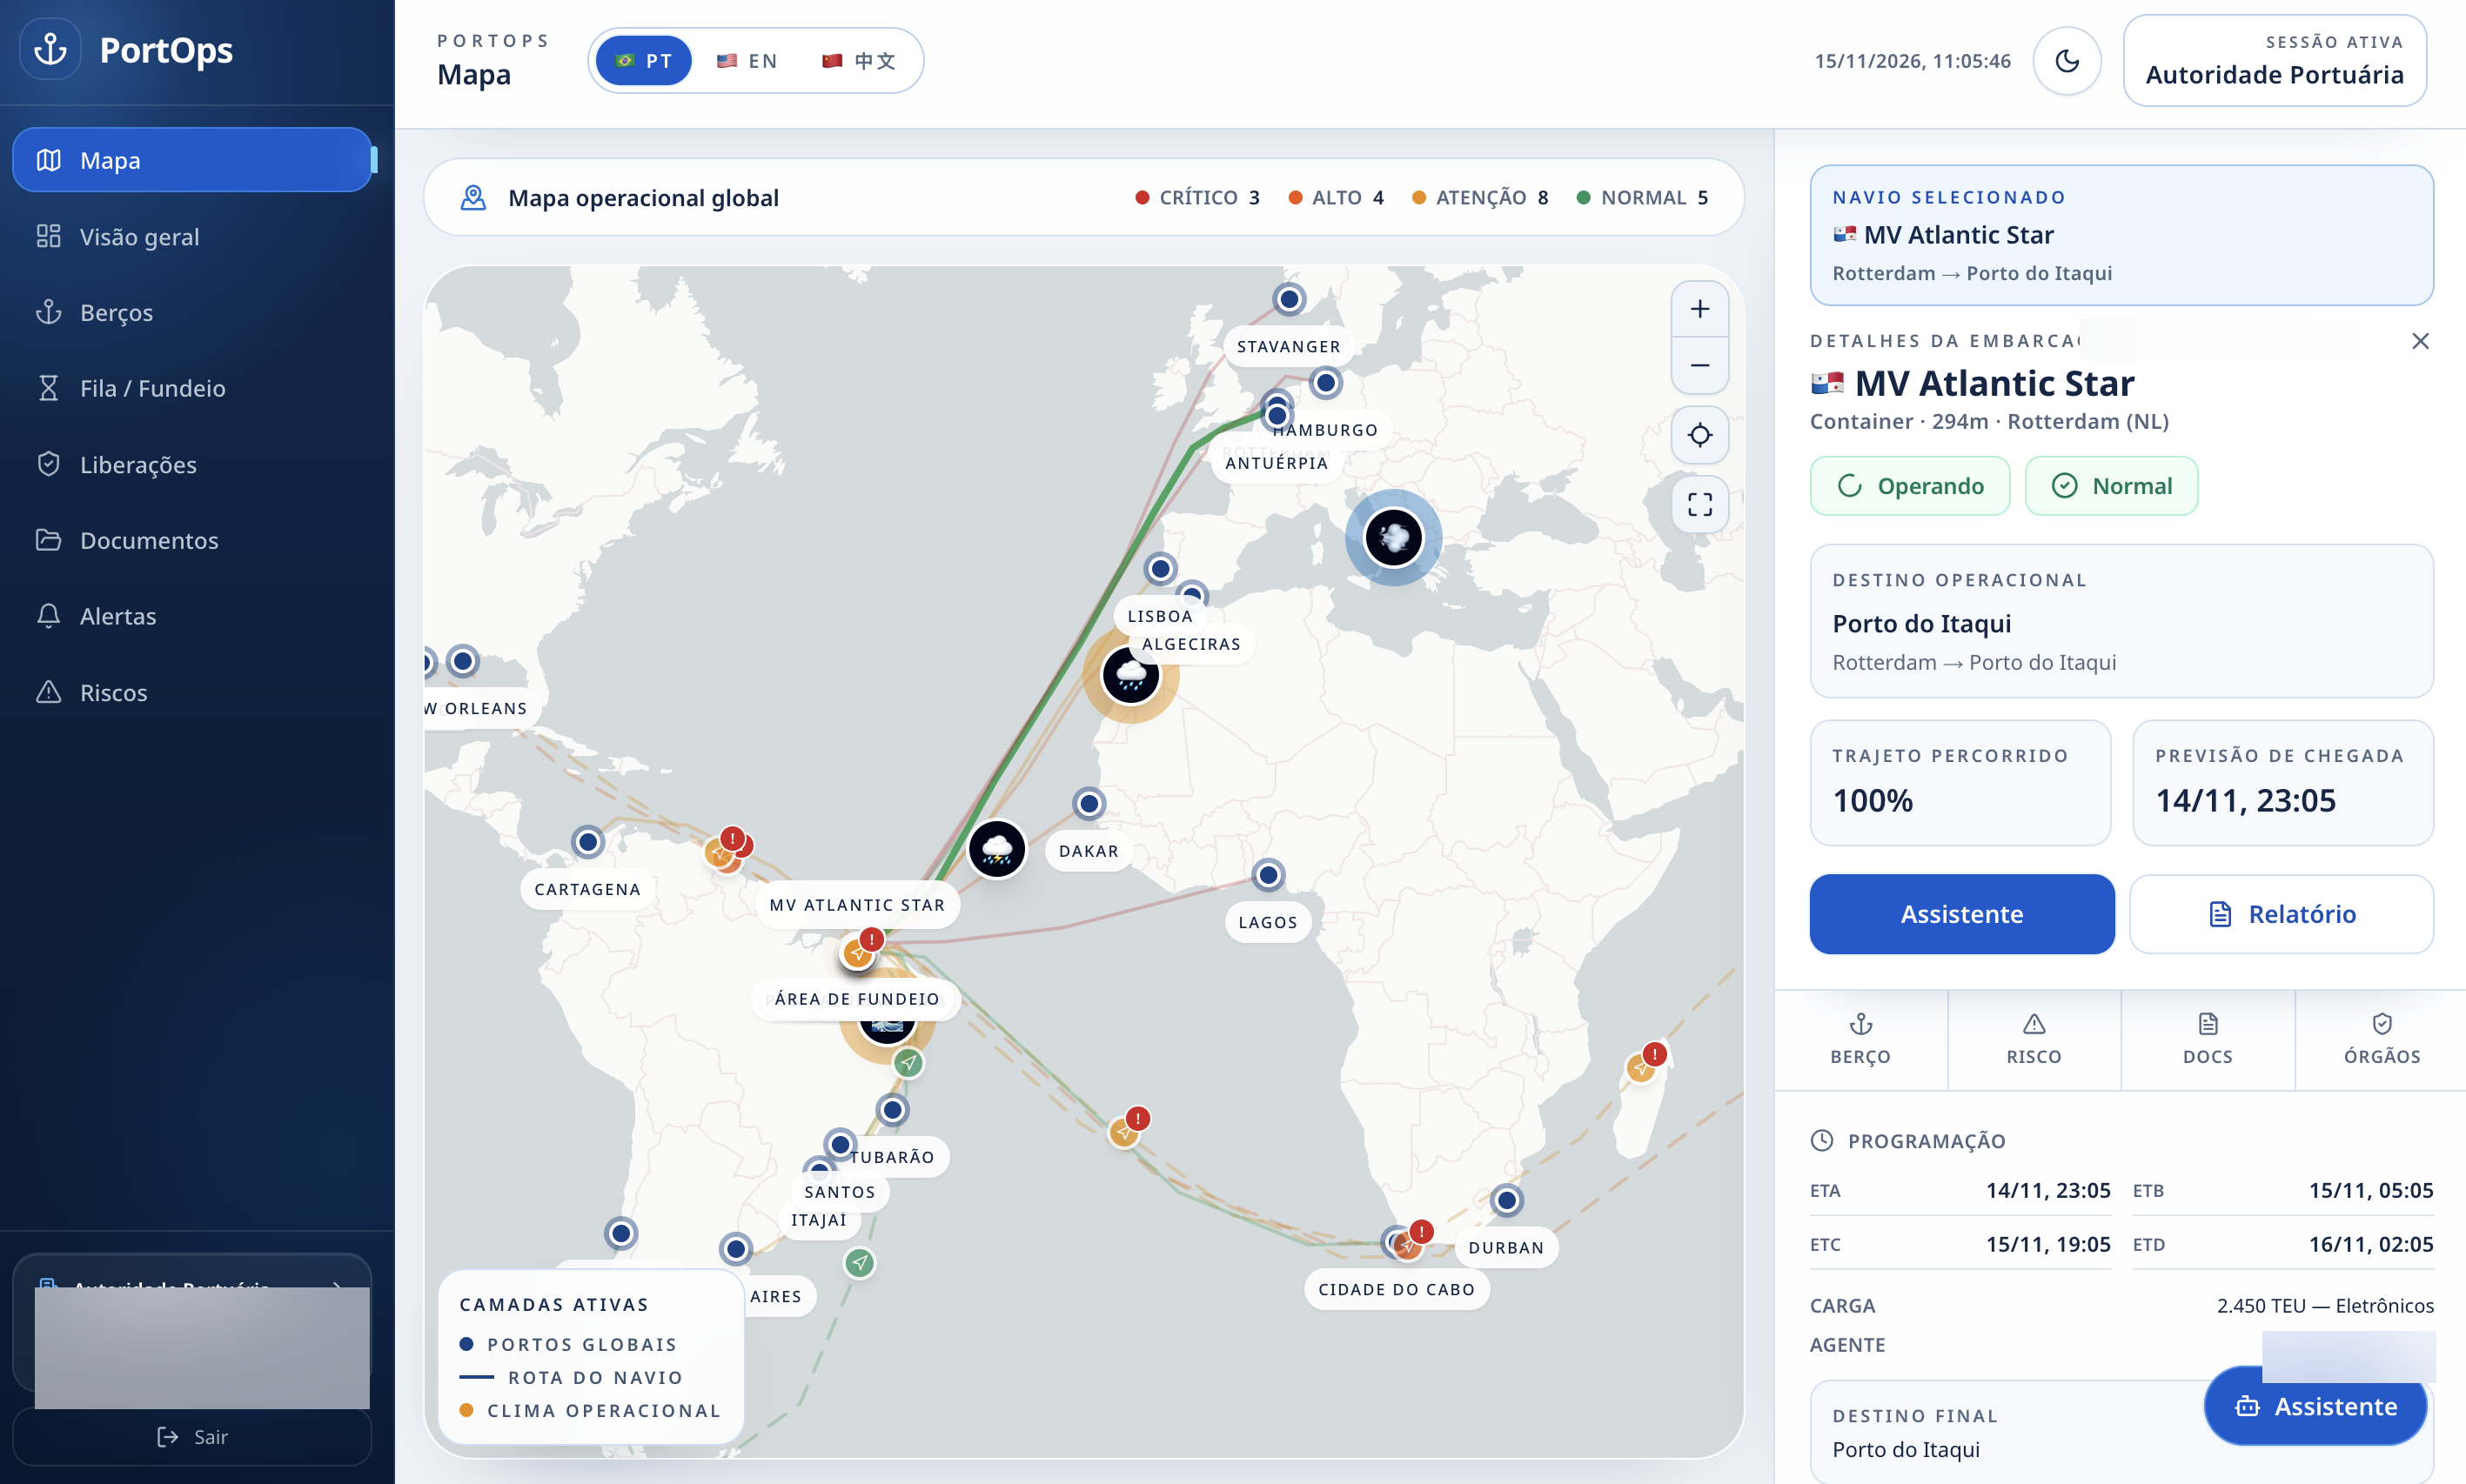 PortOps
Mapa
Visão geral
Berços
Fila / Fundeio
Liberações
Documentos
Alertas
Riscos
Sair
PORTOPS
Mapa
PT
EN
中文
15/11/2026, 11:05:46
SESSÃO ATIVA
Autoridade Portuária
Mapa operacional global
CRÍTICO 3
ALTO 4
ATENÇÃO 8
NORMAL 5
STAVANGER
HAMBURGO
ANTUÉRPIA
LISBOA
ALGECIRAS
W ORLEANS
DAKAR
CARTAGENA
MV ATLANTIC STAR
LAGOS
ÁREA DE FUNDEIO
TUBARÃO
SANTOS
ITAJAÍ
DURBAN
CIDADE DO CABO
AIRES
CAMADAS ATIVAS
PORTOS GLOBAIS
ROTA DO NAVIO
CLIMA OPERACIONAL
NAVIO SELECIONADO
MV Atlantic Star
Rotterdam → Porto do Itaqui
DETALHES DA
MV Atlantic Star
Container · 294m · Rotterdam (NL)
Operando
Normal
DESTINO OPERACIONAL
Porto do Itaqui
Rotterdam → Porto do Itaqui
TRAJETO PERCORRIDO
100%
PREVISÃO DE CHEGADA
14/11, 23:05
Assistente
Relatório
BERÇO
RISCO
DOCS
ÓRGÃOS
PROGRAMAÇÃO
ETA 14/11, 23:05
ETB 15/11, 05:05
ETC 15/11, 19:05
ETD 16/11, 02:05
CARGA 2.450 TEU — Eletrônicos
AGENTE
DESTINO FINAL
Porto do Itaqui
Assistente